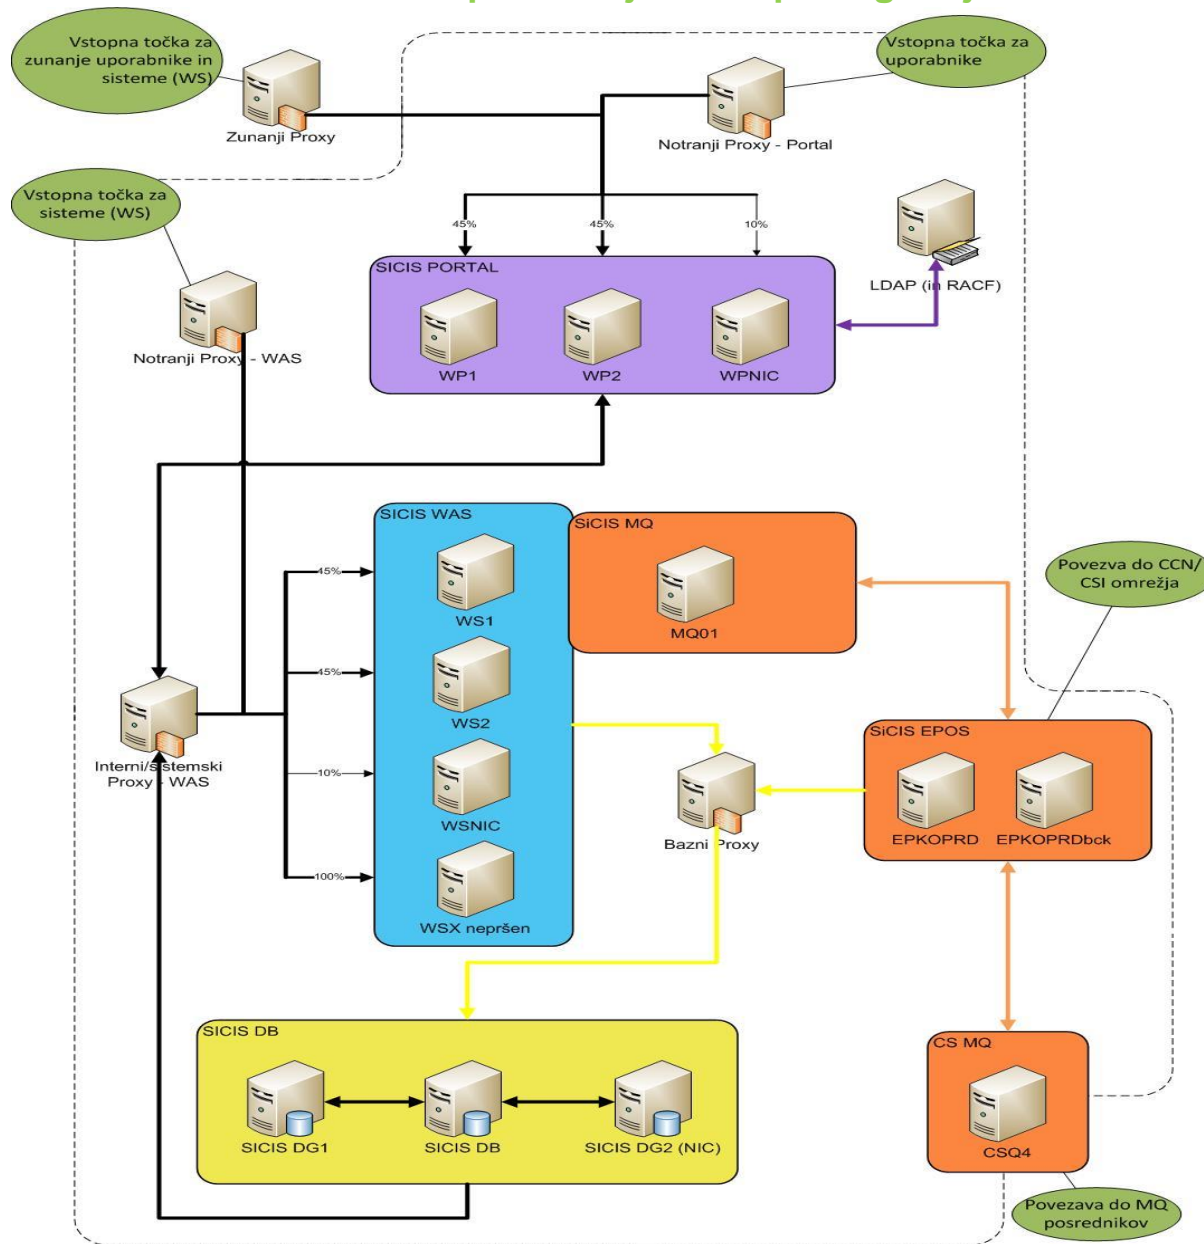 Vstopna točka za
zunanje uporabnike in
sisteme (WS)
Vstopna točka za
uporabnike
Zunanji Proxy
Notranji Proxy - Portal
Vstopna točka za
sisteme (WS)
45%
45%
10%
SICIS PORTAL
LDAP (in RACF)
Notranji Proxy - WAS
WP1
WP2
WPNIC
SICIS WAS
SiCIS MQ
Povezva do CCN/
CSI omrežja
45%
WS1
MQ01
45%
WS2
SiCIS EPOS
Interni/sistemski
Proxy - WAS
10%
WSNIC
Bazni Proxy
EPKOPRD
EPKOPRDbck
100%
WSX nepršen
SICIS DB
CS MQ
SICIS DG1
SICIS DB
SICIS DG2 (NIC)
CSQ4
Povezava do MQ
posrednikov